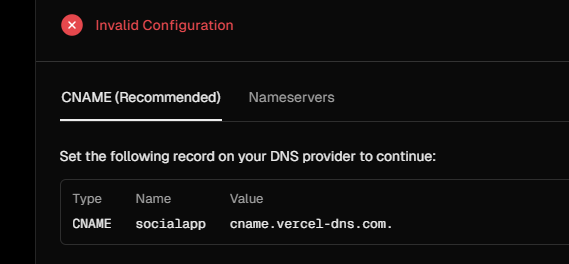 Invalid Configuration
CNAME (Recommended) Nameservers
Set the following record on your DNS provider to continue:
Type Name Value
CNAME socialapp cname.vercel-dns.com.